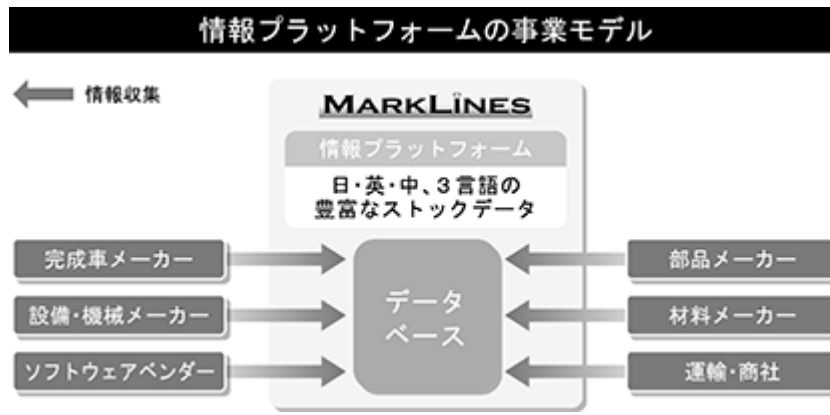 情報プラットフォームの事業モデル
情報収集
MARKLINES
情報プラットフォーム
日・英・中、3言語の
豊富なストックデータ
完成車メーカー
設備・機械メーカー
ソフトウェアベンダー
データ
ベース
部品メーカー
材料メーカー
運輸・商社